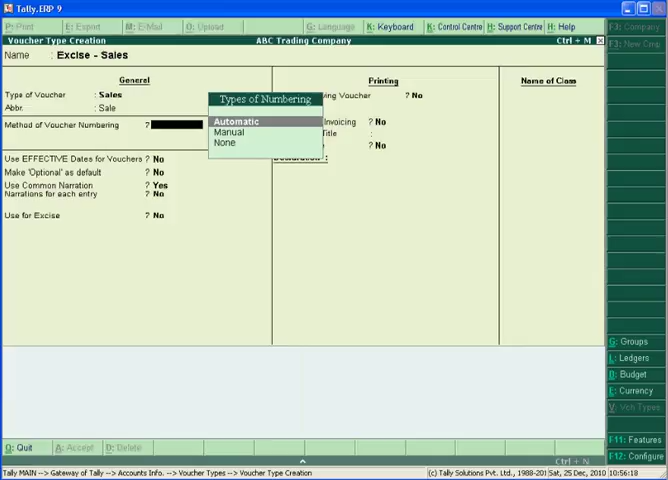 Tally.ERP 9
P: Print E: Export M: E-Mail O: Upload G: Language K: Keyboard K: Control Centre H: Support Centre H: Help F3: Company
Voucher Type Creation ABC Trading Company Ctrl + M
F3: New Cmp
Name : Excise - Sales
General Printing Name of Class
Type of Voucher : Sales
Abbr. : Sale
Method of Voucher Numbering ?
Types of Numbering
Automatic
Manual
None
ing Voucher ? No
Invoicing ? No
Title :
? No
Declaration :
Use EFFECTIVE Dates for Vouchers ? No
Make 'Optional' as default ? No
Use Common Narration ? Yes
Narrations for each entry ? No
Use for Excise ? No
G: Groups
L: Ledgers
B: Budget
E: Currency
V: Vch Types
F11: Features
F12: Configure
Q: Quit A: Accept D: Delete
Ctrl + N
Tally MAIN --> Gateway of Tally --> Accounts Info. --> Voucher Types --> Voucher Type Creation (c) Tally Solutions Pvt. Ltd., 1988-201 Sat, 25 Dec, 2010 10:56:18